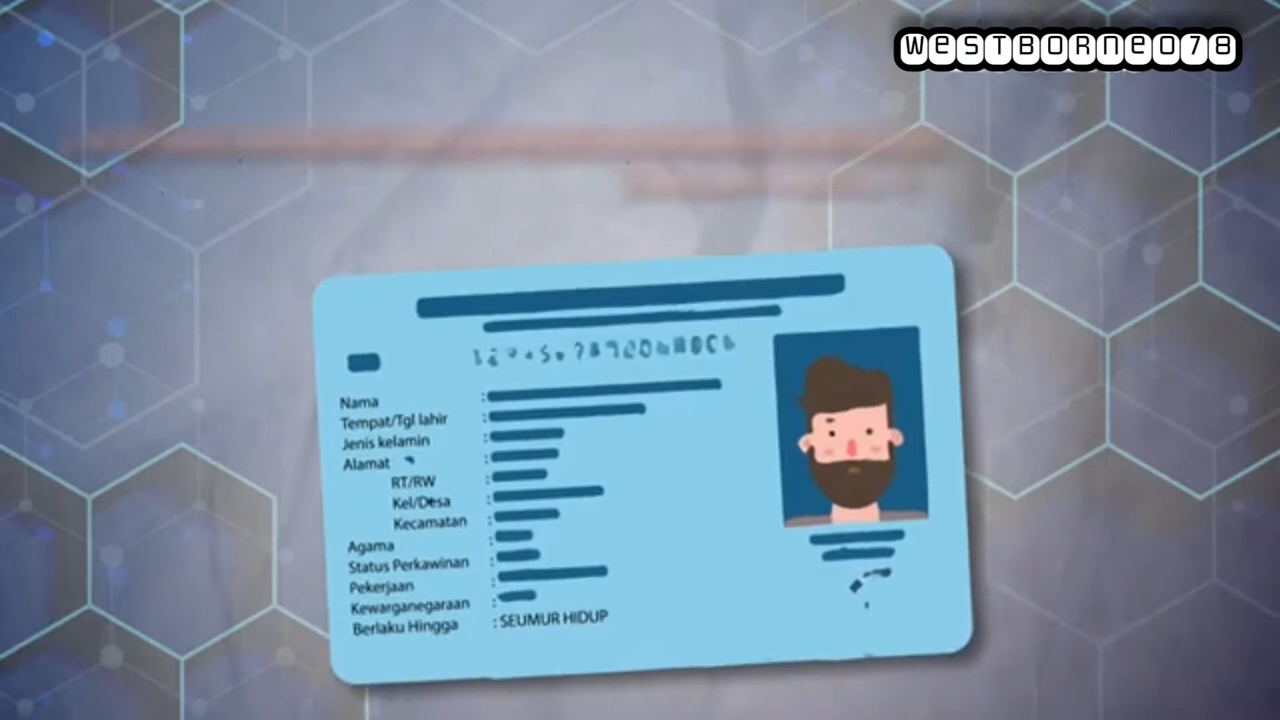 WESTBORNEO78
Nama
Tempat/Tgl lahir
Jenis kelamin
Alamat
RT/RW
Kel/Desa
Kecamatan
Agama
Status Perkawinan
Pekerjaan
Kewarganegaraan
Berlaku Hingga : SEUMUR HIDUP